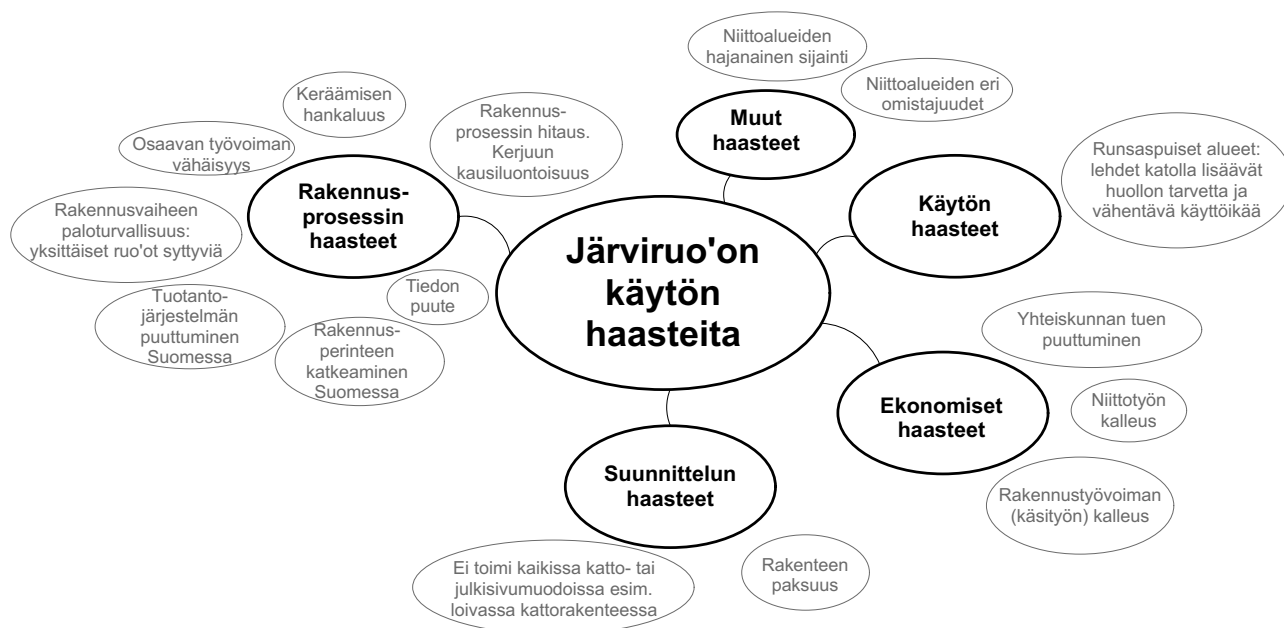 Niittoalueiden
hajanainen sijainti
Niittoalueiden eri
omistajuudet
Muut
haasteet
Keräämisen
hankaluus
Rakennus-
prosessin hitaus.
Kerjuun
kausiluontoisuus
Osaavan työvoiman
vähäisyys
Rakennus-
prosessin
haasteet
Rakennusvaiheen
paloturvallisuus:
yksittäiset ruo'ot syttyviä
Tiedon
puute
Tuotanto-
järjestelmän
puuttuminen
Suomessa
Rakennus-
perinteen
katkeaminen
Suomessa
Järviruo'on
käytön
haasteita
Käytön
haasteet
Runsaspuiset alueet:
lehdet katolla lisäävät
huollon tarvetta ja
vähentävä käyttöikää
Yhteiskunnan tuen
puuttuminen
Ekonomiset
haasteet
Niittotyön
kalleus
Rakennustyövoiman
(käsityön) kalleus
Suunnittelun
haasteet
Ei toimi kaikissa katto- tai
julkisivumuodoissa esim.
loivassa kattorakenteessa
Rakenteen
paksuus